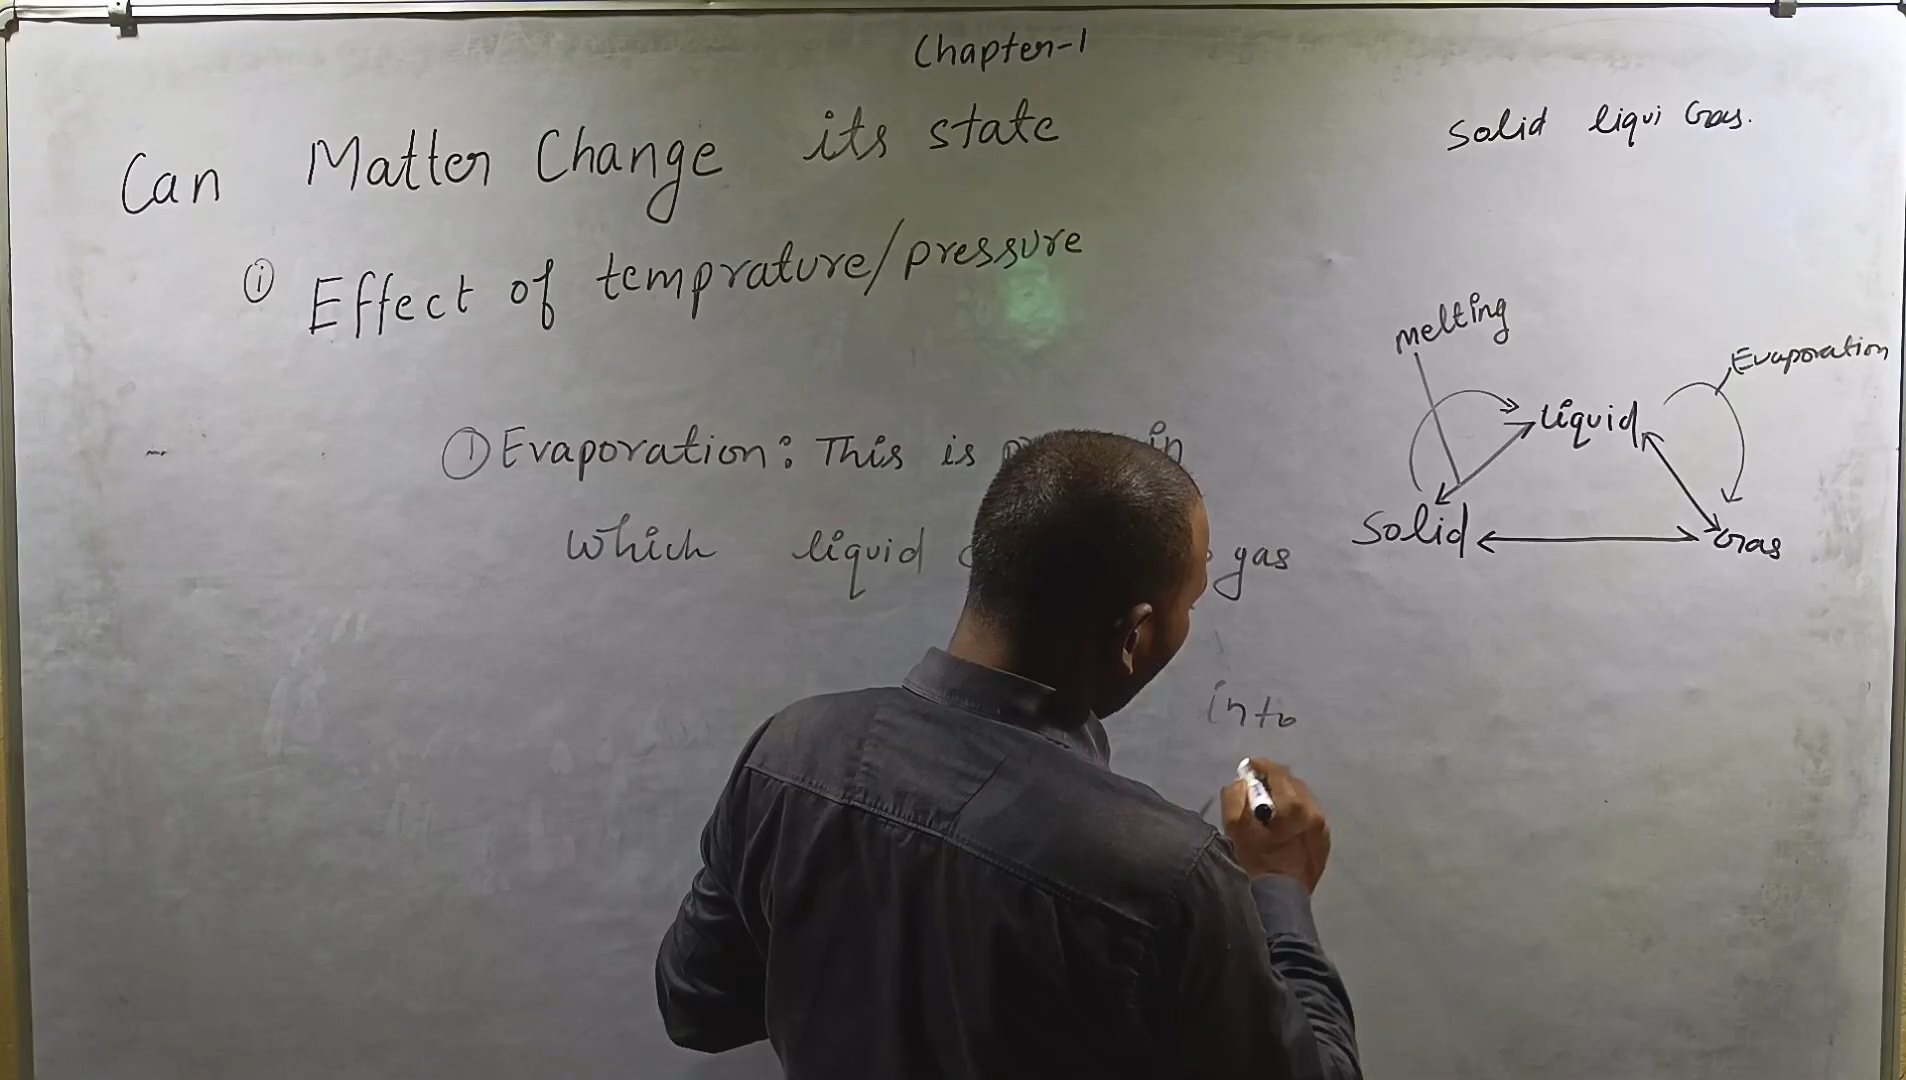 Chapter-1
Can Matter Change its state
Solid liqui Gas.
① Effect of temprature/pressure
melting
Evaporation
liquid
Solid
Gas
① Evaporation: This is in
which liquid gas
into